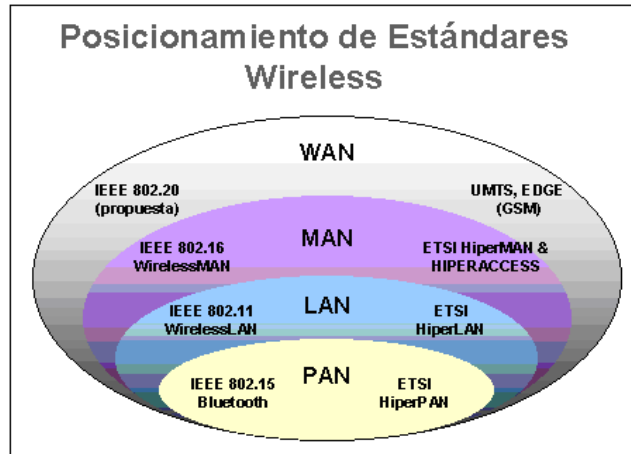 Posicionamiento de Estándares
Wireless
WAN
IEEE 802.20
(propuesta)
UMTS, EDGE
(GSM)
MAN
IEEE 802.16
WirelessMAN
ETSI HiperMAN &
HIPERACCESS
LAN
IEEE 802.11
WirelessLAN
ETSI
HiperLAN
PAN
IEEE 802.15
Bluetooth
ETSI
HiperPAN